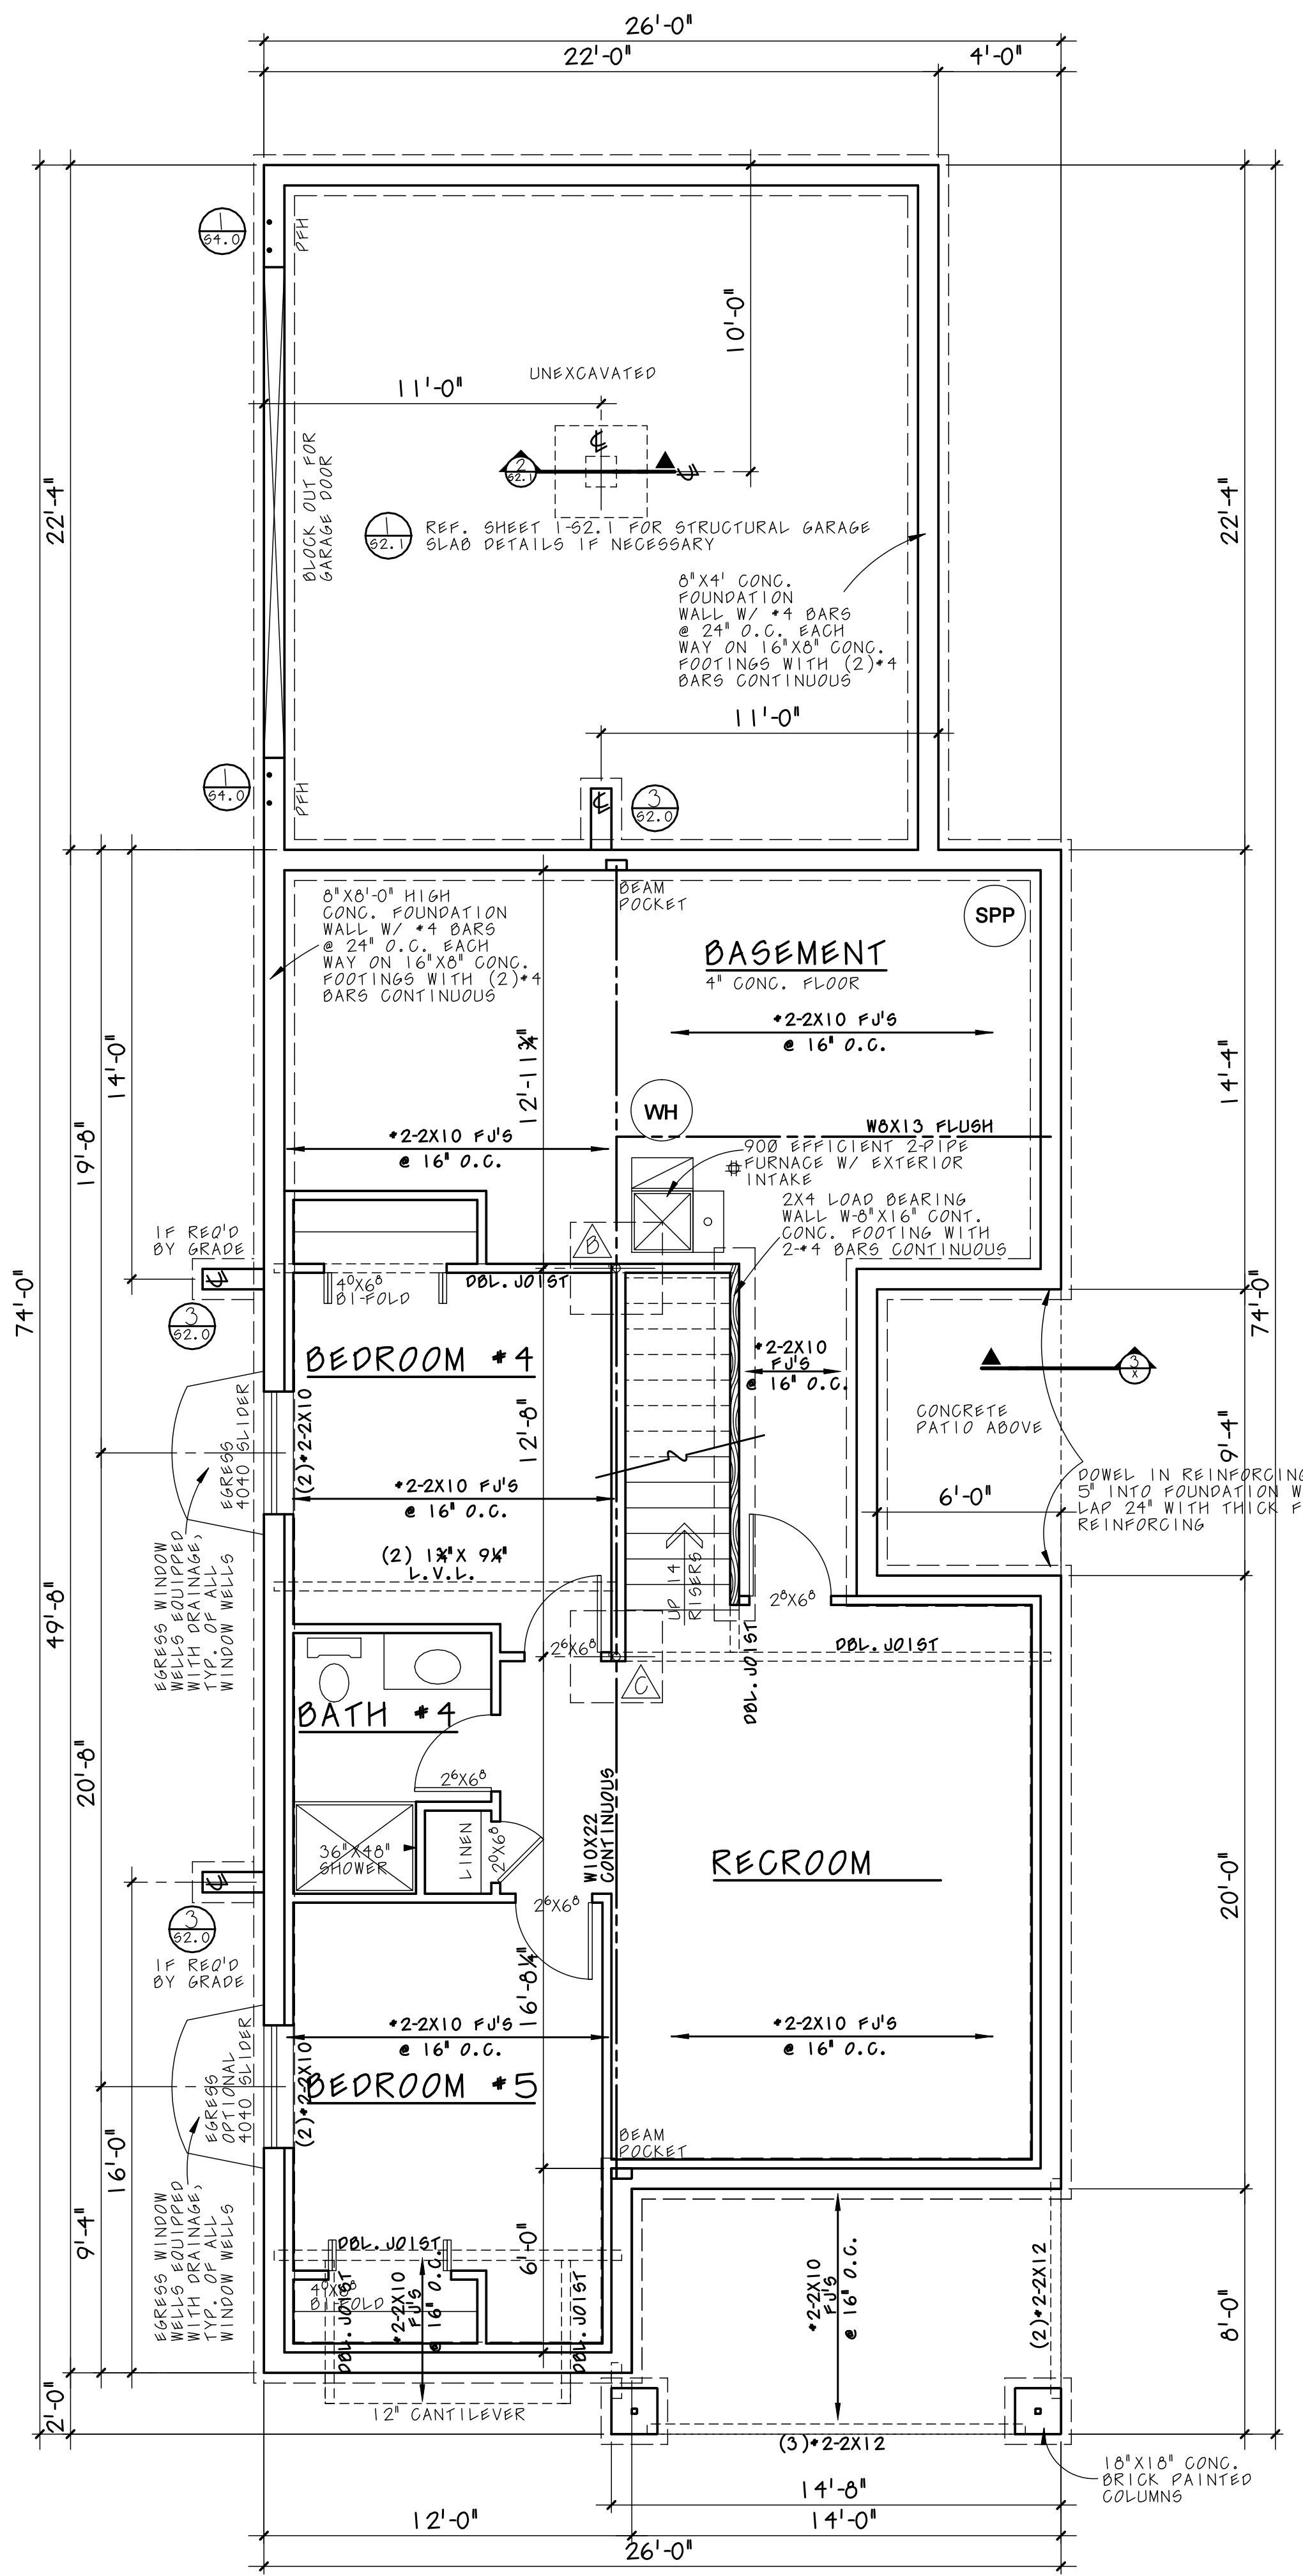 26'-0"
22'-0"
4'-0"
1
S4.0
PFH
10'-0"
UNEXCAVATED
11'-0"
BLOCK OUT FOR
GARAGE DOOR
2
S2.1
1
S2.1
REF. SHEET 1-S2.1 FOR STRUCTURAL GARAGE
SLAB DETAILS IF NECESSARY
22'-4"
22'-4"
8"X4' CONC.
FOUNDATION
WALL W/ #4 BARS
@ 24" O.C. EACH
WAY ON 16"X8" CONC.
FOOTINGS WITH (2)#4
BARS CONTINUOUS
11'-0"
1
S4.0
PFH
3
S2.0
BEAM
POCKET
8"X8'-0" HIGH
CONC. FOUNDATION
WALL W/ #4 BARS
@ 24" O.C. EACH
WAY ON 16"X8" CONC.
FOOTINGS WITH (2)#4
BARS CONTINUOUS
SPP
BASEMENT
4" CONC. FLOOR
#2-2X10 FJ'S
@ 16" O.C.
12'-11¾"
14'-0"
14'-4"
19'-8"
WH
#2-2X10 FJ'S
@ 16" O.C.
W8X13 FLUSH
90% EFFICIENT 2-PIPE
FURNACE W/ EXTERIOR
INTAKE
2X4 LOAD BEARING
WALL W-8"X16" CONT.
CONC. FOOTING WITH
2-#4 BARS CONTINUOUS
IF REQ'D
BY GRADE
B
4⁰X6⁸
BI-FOLD
DBL. JOIST
3
S2.0
74'-0"
74'-0"
BEDROOM #4
#2-2X10
FJ'S
@ 16" O.C.
3
X
CONCRETE
PATIO ABOVE
EGRESS
4040 SLIDER
(2)#2-2X10
12'-8"
9'-4"
DOWEL IN REINFORCING
5" INTO FOUNDATION W
LAP 24" WITH THICK F
REINFORCING
6'-0"
#2-2X10 FJ'S
@ 16" O.C.
(2) 1¾"X 9¼"
L.V.L.
EGRESS WINDOW
WELLS EQUIPPED
WITH DRAINAGE,
TYP. OF ALL
WINDOW WELLS
UP 14
RISERS
2⁸X6⁸
49'-8"
2⁶X6⁸
DBL. JOIST
DBL. JOIST
C
BATH #4
2⁶X6⁸
20'-8"
36"X48"
SHOWER
LINEN
2⁰X6⁸
W10X22
CONTINUOUS
RECROOM
2⁶X6⁸
20'-0"
3
S2.0
IF REQ'D
BY GRADE
16'-8¼"
#2-2X10 FJ'S
@ 16" O.C.
#2-2X10 FJ'S
@ 16" O.C.
EGRESS
OPTIONAL
4040 SLIDER
(2)#2-2X10
BEDROOM #5
16'-0"
9'-4"
BEAM
POCKET
EGRESS WINDOW
WELLS EQUIPPED
WITH DRAINAGE,
TYP. OF ALL
WINDOW WELLS
DBL. JOIST
6'-0"
4⁰X6⁸
BI-FOLD
DBL. JOIST
#2-2X10
FJ'S
@ 16" O.C.
DBL. JOIST
#2-2X10
FJ'S
@ 16" O.C.
(2)#2-2X12
8'-0"
2'-0"
12" CANTILEVER
(3)#2-2X12
18"X18" CONC.
BRICK PAINTED
COLUMNS
14'-8"
12'-0"
14'-0"
26'-0"